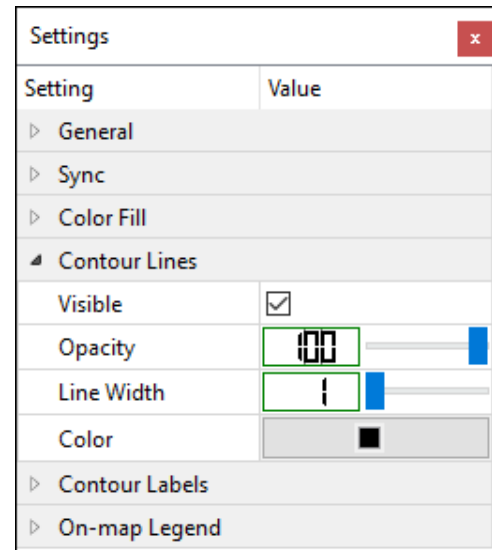 Settings
x
Setting Value
General
Sync
Color Fill
Contour Lines
Visible
Opacity 100
Line Width 1
Color
Contour Labels
On-map Legend